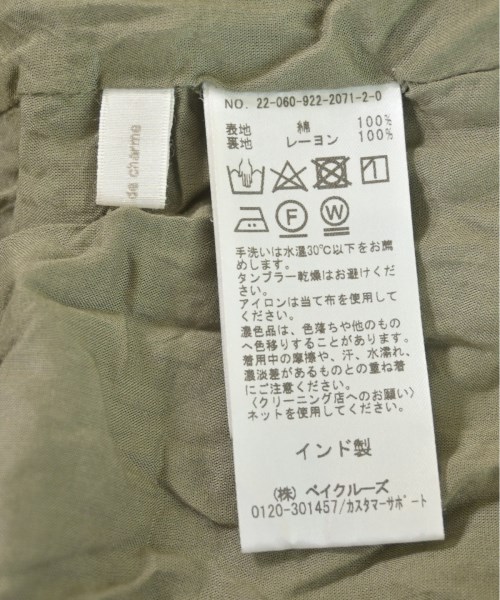 de charme
NO. 22-060-922-2071-2-0
表地 綿 100%
裏地 レーヨン 100%
1
F W
手洗いは水温30℃以下をお薦
めします。
タンブラー乾燥はお避けくだ
さい。
アイロンは当て布を使用して
ください。
濃色品は、色落ちや他のもの
へ色移りすることがあります。
着用中の摩擦や、汗、水濡れ、
濃淡差があるものとの重ね着
にご注意ください。
〈クリーニング店へのお願い〉
ネットを使用してください。
インド製
(株) ベイクルーズ
0120-301457/カスタマーサポート